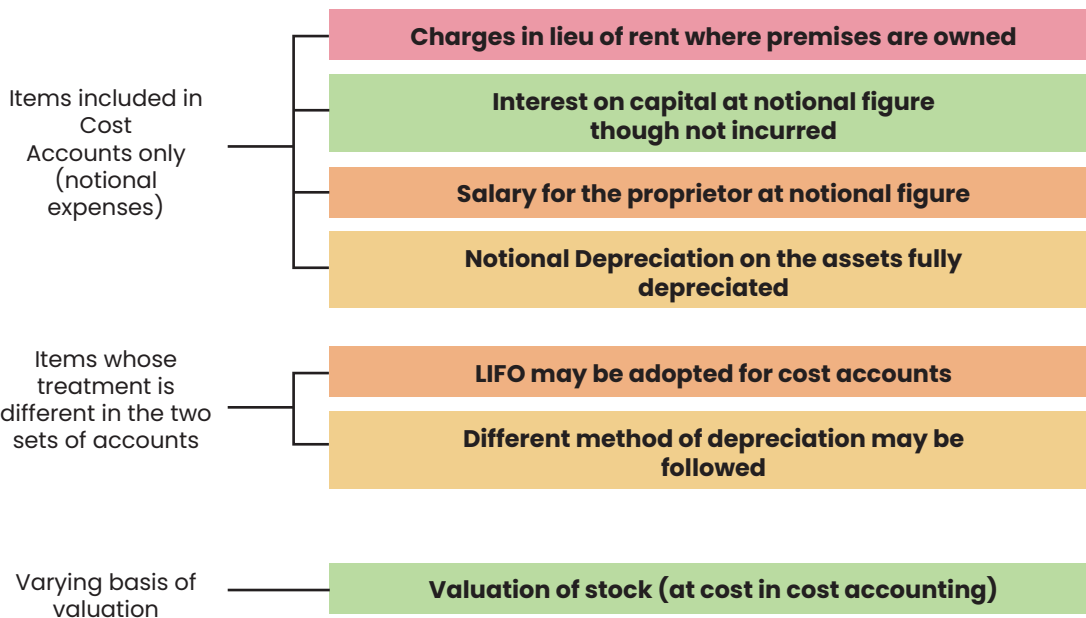 Items included in
Cost
Accounts only
(notional
expenses)
Charges in lieu of rent where premises are owned
Interest on capital at notional figure
though not incurred
Salary for the proprietor at notional figure
Notional Depreciation on the assets fully
depreciated
Items whose
treatment is
different in the two
sets of accounts
LIFO may be adopted for cost accounts
Different method of depreciation may be
followed
Varying basis of
valuation
Valuation of stock (at cost in cost accounting)